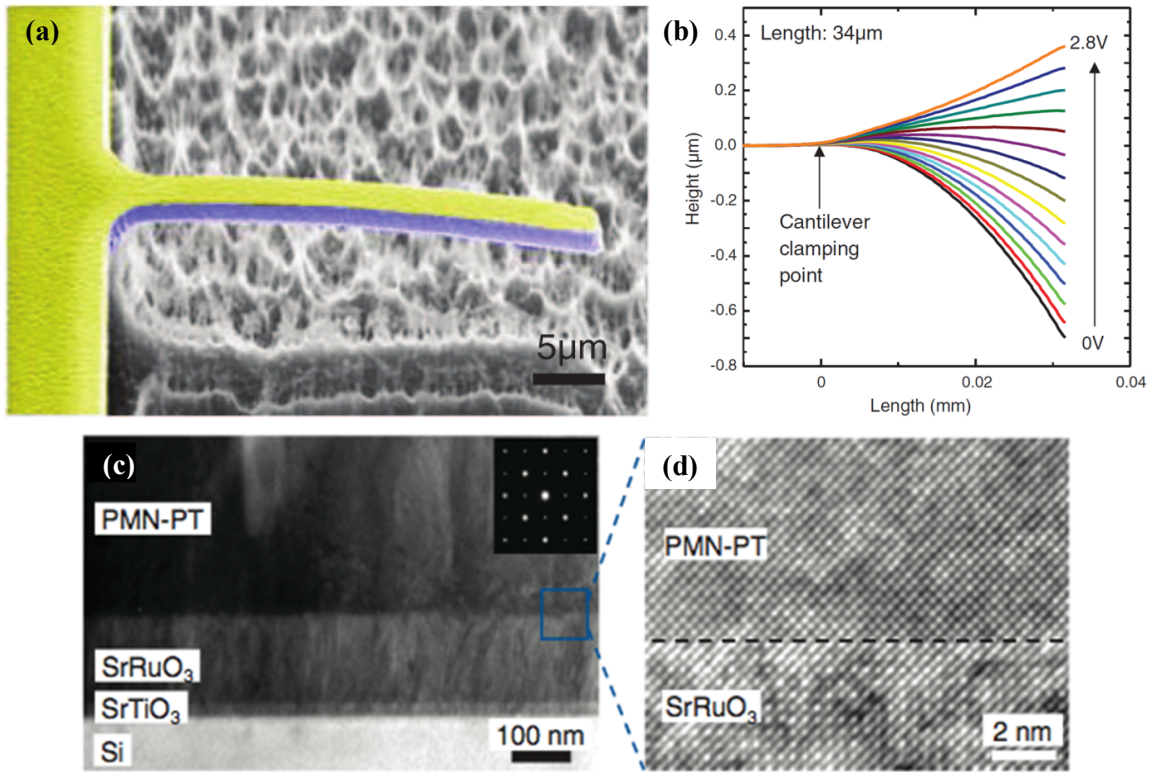 (a)
5μm
(b)
Length: 34μm
2.8V
0V
Cantilever
clamping
point
Height (μm)
0.4
0.2
0.0
-0.2
-0.4
-0.6
-0.8
0
0.02
0.04
Length (mm)
(c)
PMN-PT
SrRuO₃
SrTiO₃
Si
100 nm
(d)
PMN-PT
SrRuO₃
2 nm